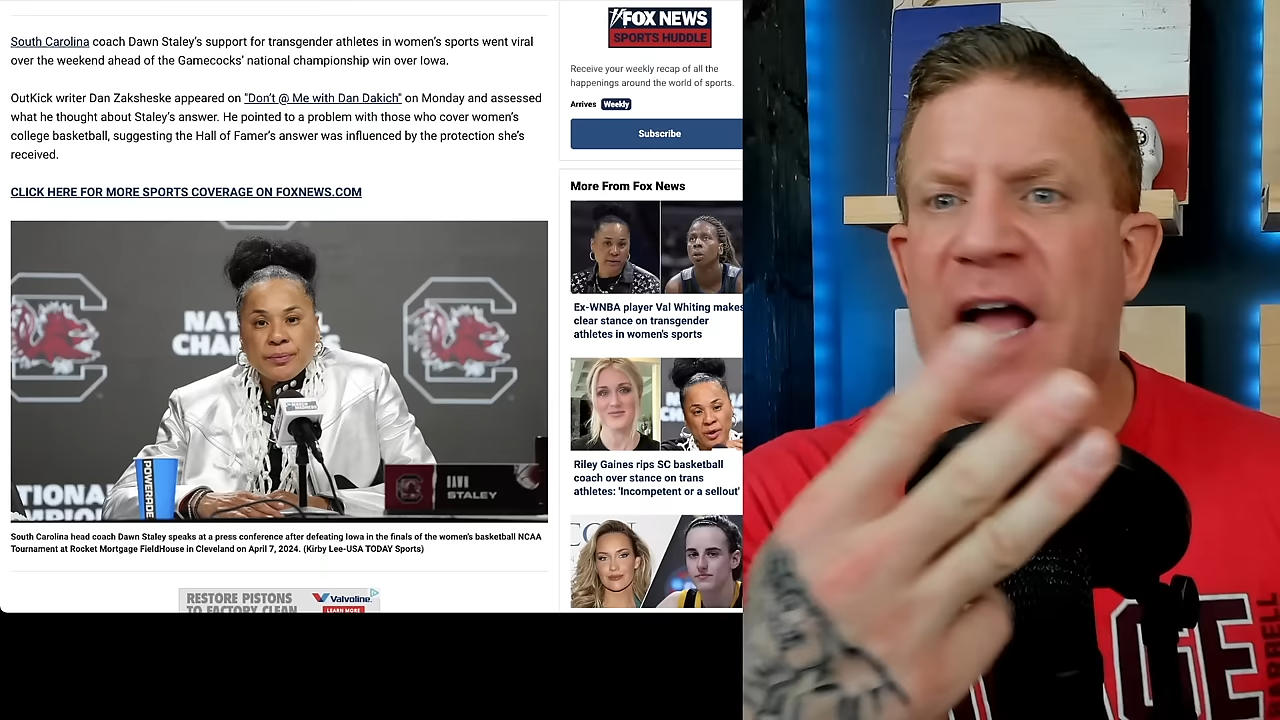 South Carolina coach Dawn Staley's support for transgender athletes in women's sports went viral
over the weekend ahead of the Gamecocks' national championship win over Iowa.
OutKick writer Dan Zaksheske appeared on "Don't @ Me with Dan Dakich" on Monday and assessed
what he thought about Staley's answer. He pointed to a problem with those who cover women's
college basketball, suggesting the Hall of Famer's answer was influenced by the protection she's
received.
CLICK HERE FOR MORE SPORTS COVERAGE ON FOXNEWS.COM
NAT
CHA
TIONA
MPIO
POWERADE
DAWN
STALEY
South Carolina head coach Dawn Staley speaks at a press conference after defeating Iowa in the finals of the women's basketball NCAA
Tournament at Rocket Mortgage FieldHouse in Cleveland on April 7, 2024. (Kirby Lee-USA TODAY Sports)
RESTORE PISTONS
TO FACTORY CLEAN
Valvoline
LEARN MORE
FOX NEWS
SPORTS HUDDLE
Receive your weekly recap of all the
happenings around the world of sports.
Arrives Weekly
Subscribe
More From Fox News
Ex-WNBA player Val Whiting makes
clear stance on transgender
athletes in women's sports
Riley Gaines rips SC basketball
coach over stance on trans
athletes: 'Incompetent or a sellout'